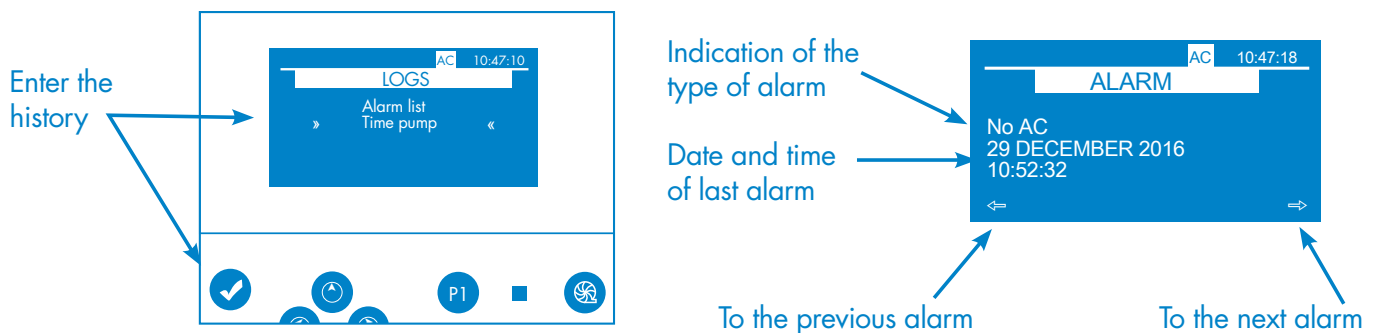 Enter the
history
AC 10:47:10
LOGS
Alarm list
» Time pump «
P1
Indication of the
type of alarm
Date and time
of last alarm
AC 10:47:18
ALARM
No AC
29 DECEMBER 2016
10:52:32
To the previous alarm
To the next alarm